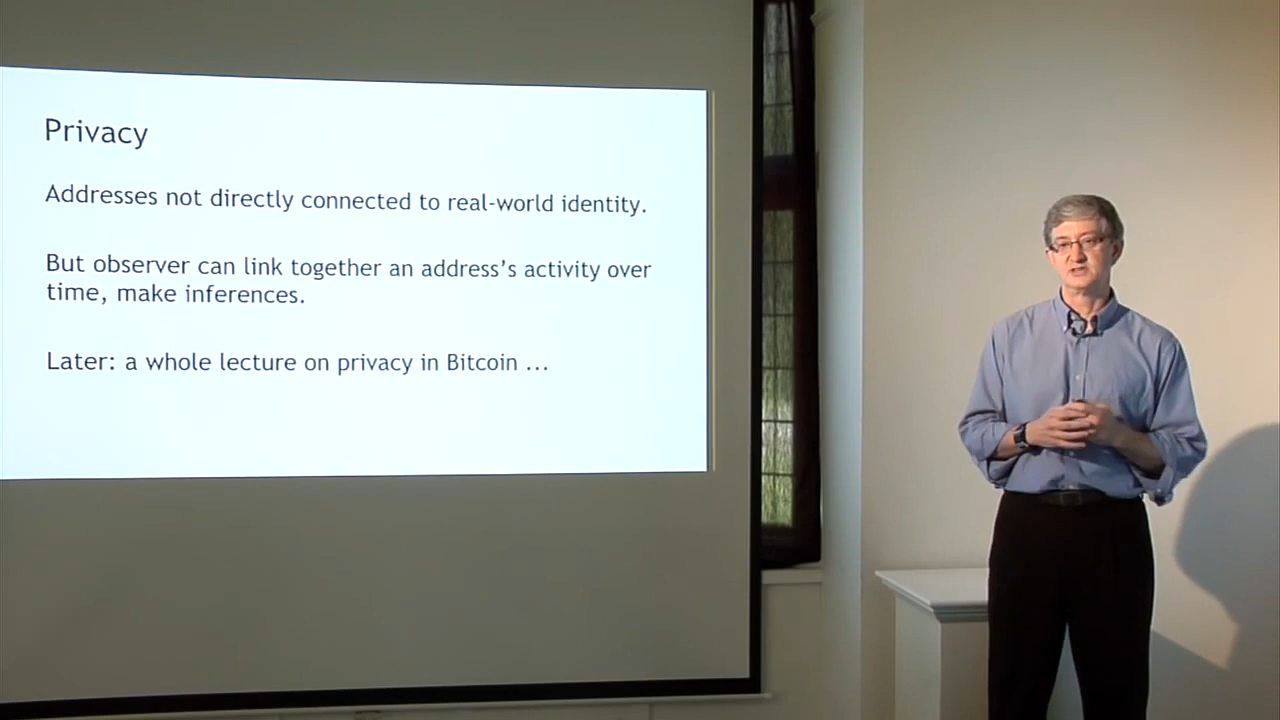 Privacy
Addresses not directly connected to real-world identity.
But observer can link together an address's activity over
time, make inferences.
Later: a whole lecture on privacy in Bitcoin ...